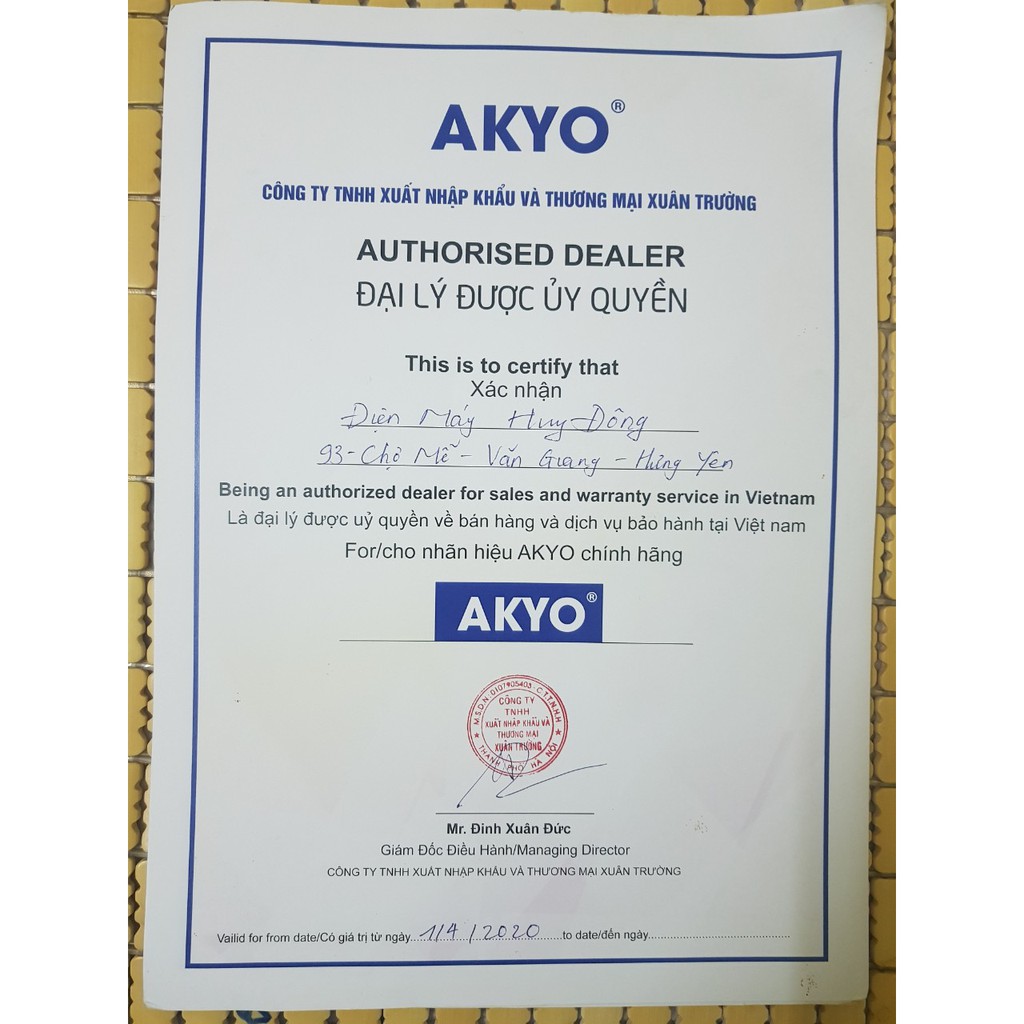 AKYO®
CÔNG TY TNHH XUẤT NHẬP KHẨU VÀ THƯƠNG MẠI XUÂN TRƯỜNG
AUTHORISED DEALER
ĐẠI LÝ ĐƯỢC ỦY QUYỀN
This is to certify that
Xác nhận
Điện Máy Huy Đông
93 - Chợ Mễ - Văn Giang - Hưng Yên
Being an authorized dealer for sales and warranty service in Vietnam
Là đại lý được uỷ quyền về bán hàng và dịch vụ bảo hành tại Việt nam
For/cho nhãn hiệu AKYO chính hãng
AKYO®
M.S.D.N:0107905403-C.T.T.N.H.H
CÔNG TY
TNHH
XUẤT NHẬP KHẨU VÀ
THƯƠNG MẠI
XUÂN TRƯỜNG
THÀNH PHỐ HÀ NỘI
Mr. Đinh Xuân Đức
Giám Đốc Điều Hành/Managing Director
CÔNG TY TNHH XUẤT NHẬP KHẨU VÀ THƯƠNG MẠI XUÂN TRƯỜNG
Vailid for from date/Có giá trị từ ngày..1/4./2020....to date/đến ngày......................................